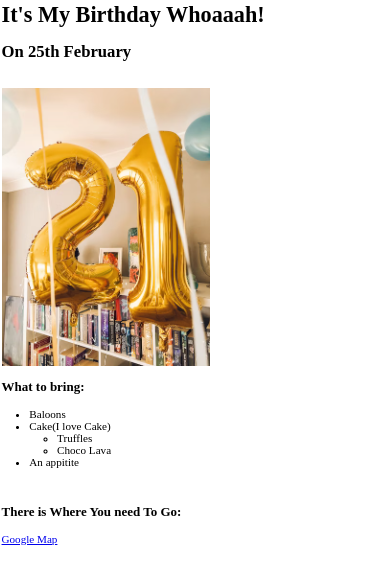 It's My Birthday Whoaaah!
On 25th February
21
What to bring:
Baloons
Cake(I love Cake)
Truffles
Choco Lava
An appitite
There is Where You need To Go:
Google Map